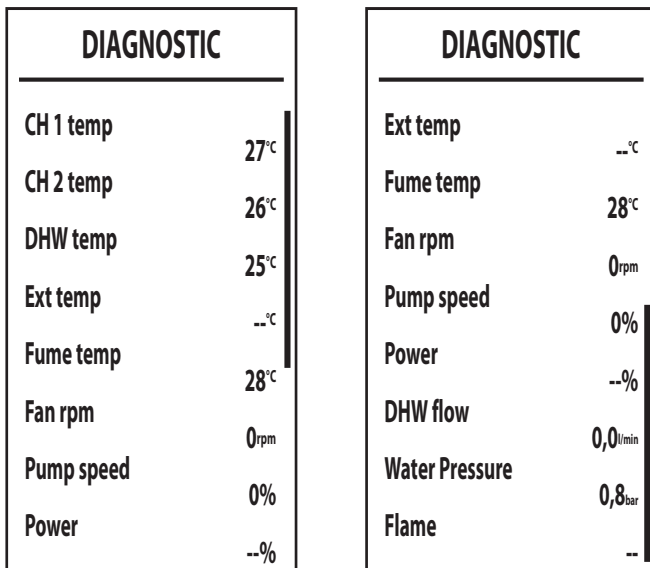 DIAGNOSTIC
CH 1 temp
27°C
CH 2 temp
26°C
DHW temp
25°C
Ext temp
--°C
Fume temp
28°C
Fan rpm
0rpm
Pump speed
0%
Power
--%
DIAGNOSTIC
Ext temp
--°C
Fume temp
28°C
Fan rpm
0rpm
Pump speed
0%
Power
--%
DHW flow
0,0l/min
Water Pressure
0,8bar
Flame
--